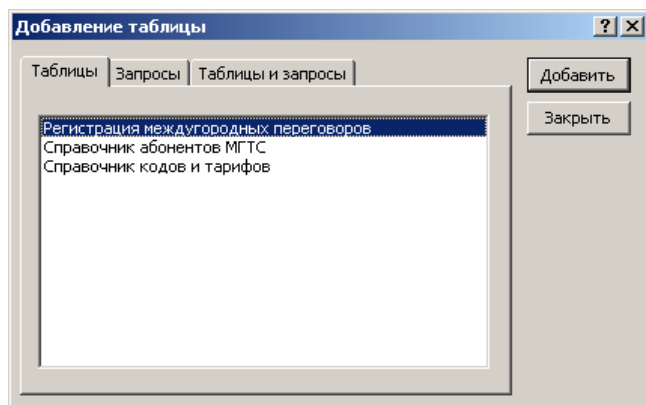 Добавление таблицы
Таблицы Запросы Таблицы и запросы
Добавить
Закрыть
Регистрация междугородных переговоров
Справочник абонентов МГТС
Справочник кодов и тарифов